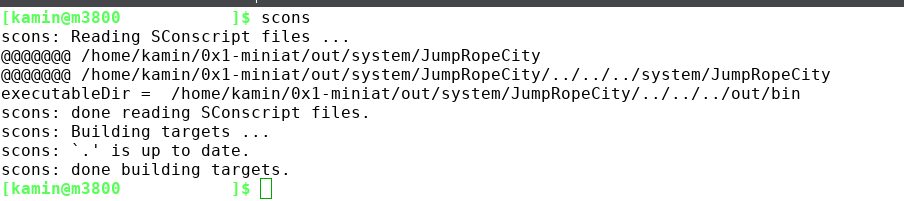 [kamin@m3800            ]$ scons
scons: Reading SConscript files ...
@@@@@@@ /home/kamin/0x1-miniat/out/system/JumpRopeCity
@@@@@@@ /home/kamin/0x1-miniat/out/system/JumpRopeCity/../../../system/JumpRopeCity
executableDir =  /home/kamin/0x1-miniat/out/system/JumpRopeCity/../../../out/bin
scons: done reading SConscript files.
scons: Building targets ...
scons: `.' is up to date.
scons: done building targets.
[kamin@m3800            ]$